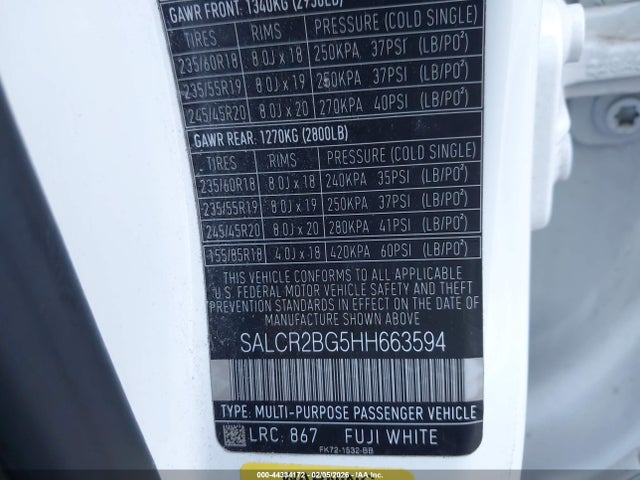 GAWR FRONT: 1340KG (2950LB)
TIRES RIMS PRESSURE (COLD SINGLE)
235/60R18 8.0J x 18 250KPA 37PSI (LB/PO²)
235/55R19 8.0J x 19 250KPA 37PSI (LB/PO²)
245/45R20 8.0J x 20 270KPA 40PSI (LB/PO²)
GAWR REAR: 1270KG (2800LB)
TIRES RIMS PRESSURE (COLD SINGLE)
235/60R18 8.0J x 18 240KPA 35PSI (LB/PO²)
235/55R19 8.0J x 19 250KPA 37PSI (LB/PO²)
245/45R20 8.0J x 20 280KPA 41PSI (LB/PO²)
155/85R18 4.0J x 18 420KPA 60PSI (LB/PO²)
THIS VEHICLE CONFORMS TO ALL APPLICABLE
U.S. FEDERAL MOTOR VEHICLE SAFETY AND THEFT
PREVENTION STANDARDS IN EFFECT ON THE DATE OF
MANUFACTURE SHOWN ABOVE
SALCR2BG5HH663594
TYPE: MULTI-PURPOSE PASSENGER VEHICLE
LRC: 867 FUJI WHITE
FK72-1532-BB
000-44334172 - 02/05/2026 - IAAI.COM